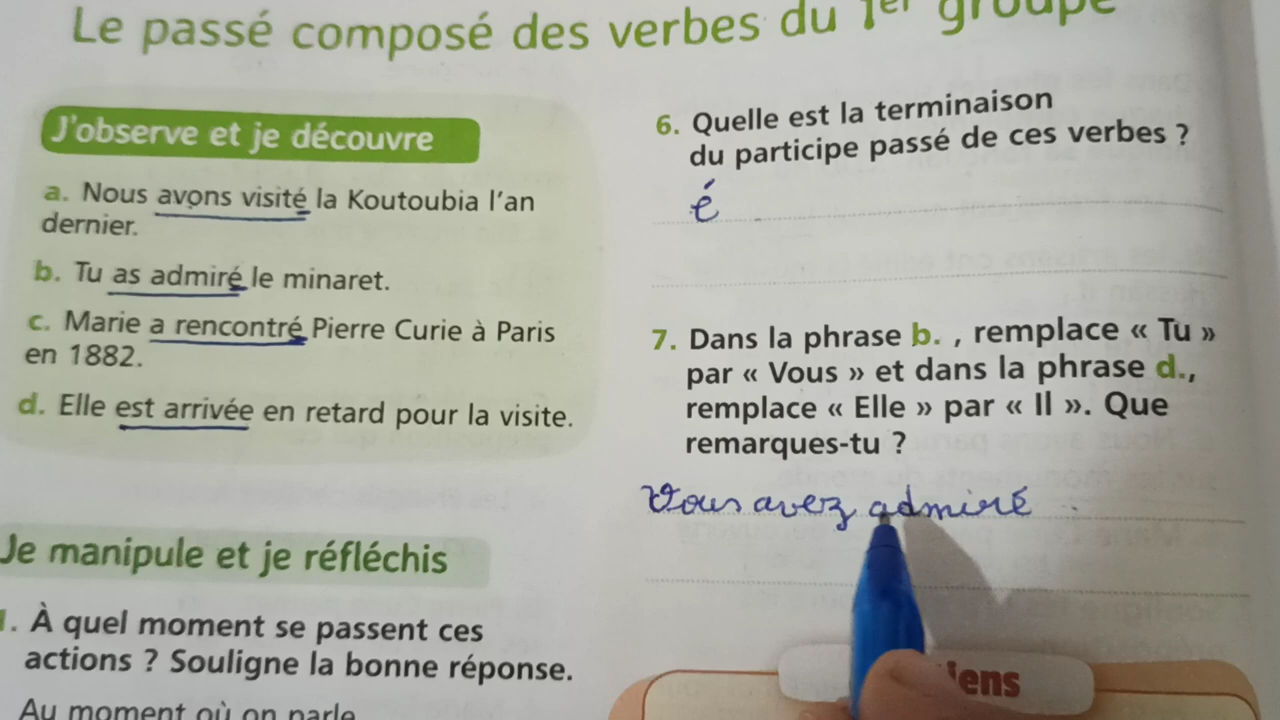 Le passé composé des verbes du 1er groupe
J'observe et je découvre
a. Nous avons visité la Koutoubia l'an
dernier.
b. Tu as admiré le minaret.
c. Marie a rencontré Pierre Curie à Paris
en 1882.
d. Elle est arrivée en retard pour la visite.
Je manipule et je réfléchis
1. À quel moment se passent ces
actions ? Souligne la bonne réponse.
Au moment où on parle
6. Quelle est la terminaison
du participe passé de ces verbes ?
é
7. Dans la phrase b. , remplace « Tu »
par « Vous » et dans la phrase d.,
remplace « Elle » par « Il ». Que
remarques-tu ?
Vous avez admiré